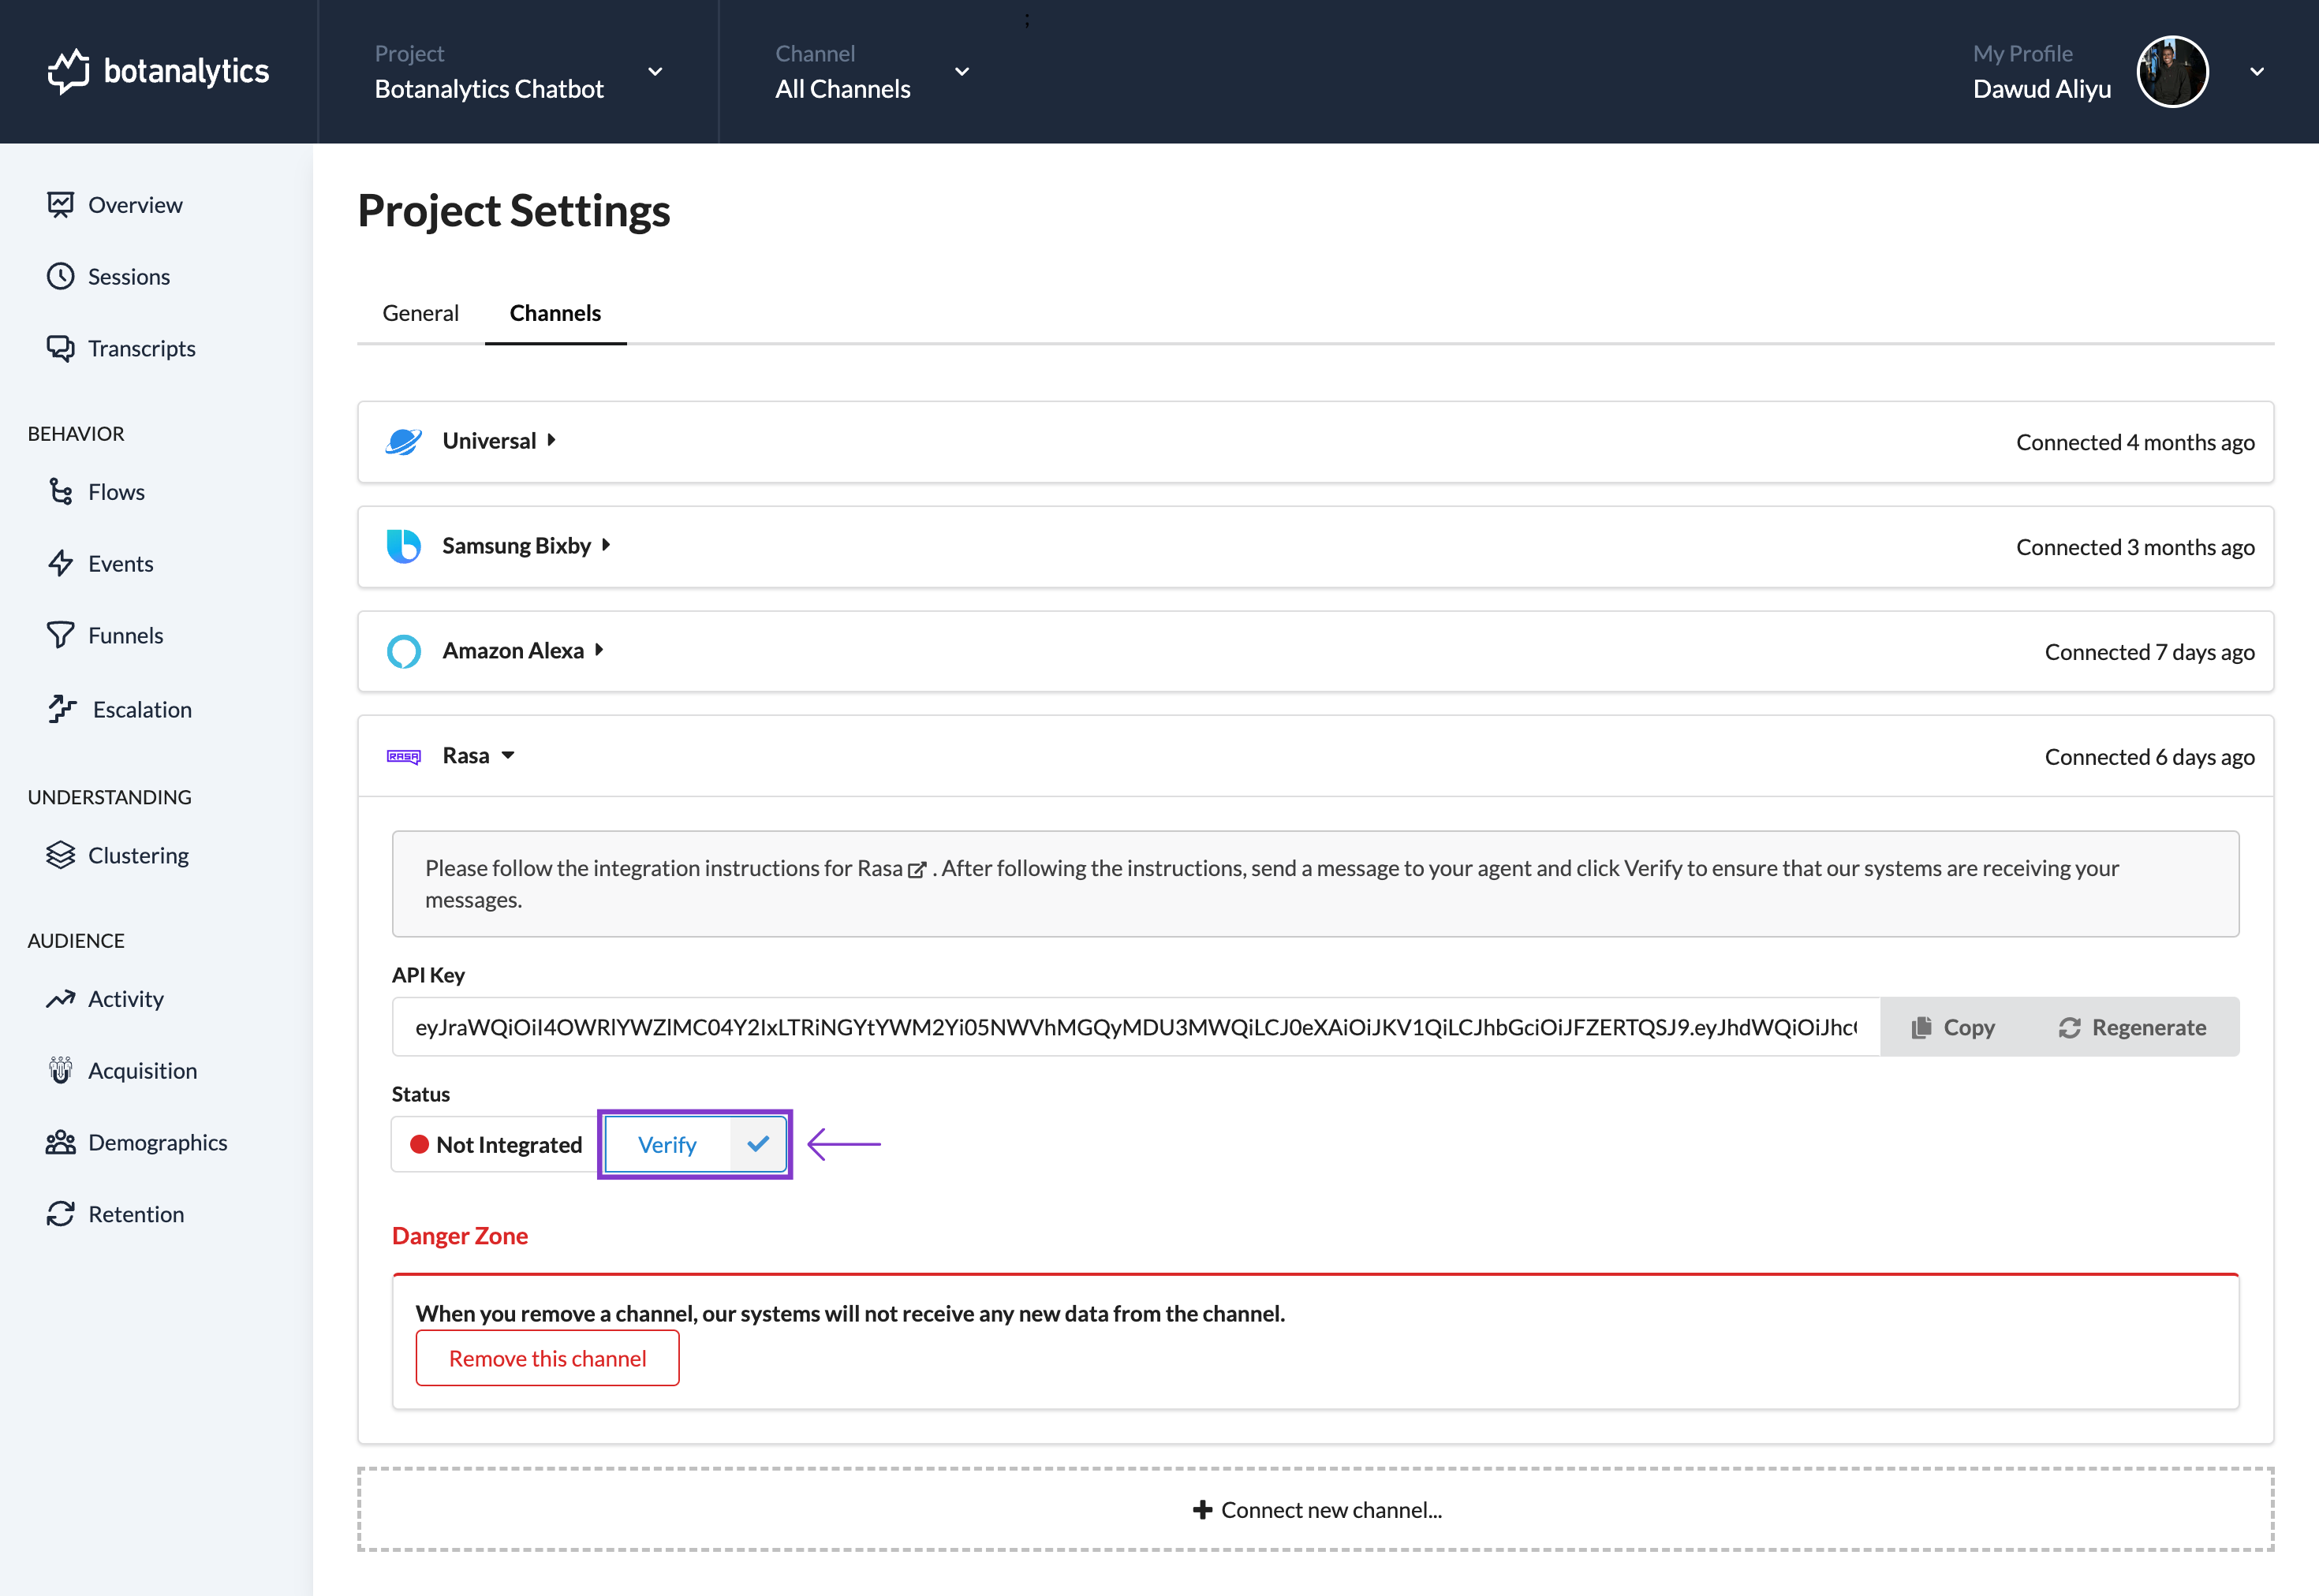 ;
botanalytics
Project
Botanalytics Chatbot
Channel
All Channels
My Profile
Dawud Aliyu
Overview
Sessions
Transcripts
BEHAVIOR
Flows
Events
Funnels
Escalation
UNDERSTANDING
Clustering
AUDIENCE
Activity
Acquisition
Demographics
Retention
Project Settings
General
Channels
Universal
Connected 4 months ago
Samsung Bixby
Connected 3 months ago
Amazon Alexa
Connected 7 days ago
RASA
Rasa
Connected 6 days ago
Please follow the integration instructions for Rasa . After following the instructions, send a message to your agent and click Verify to ensure that our systems are receiving your
messages.
API Key
Copy
Regenerate
Status
Not Integrated
Verify
Danger Zone
When you remove a channel, our systems will not receive any new data from the channel.
Remove this channel
Connect new channel...